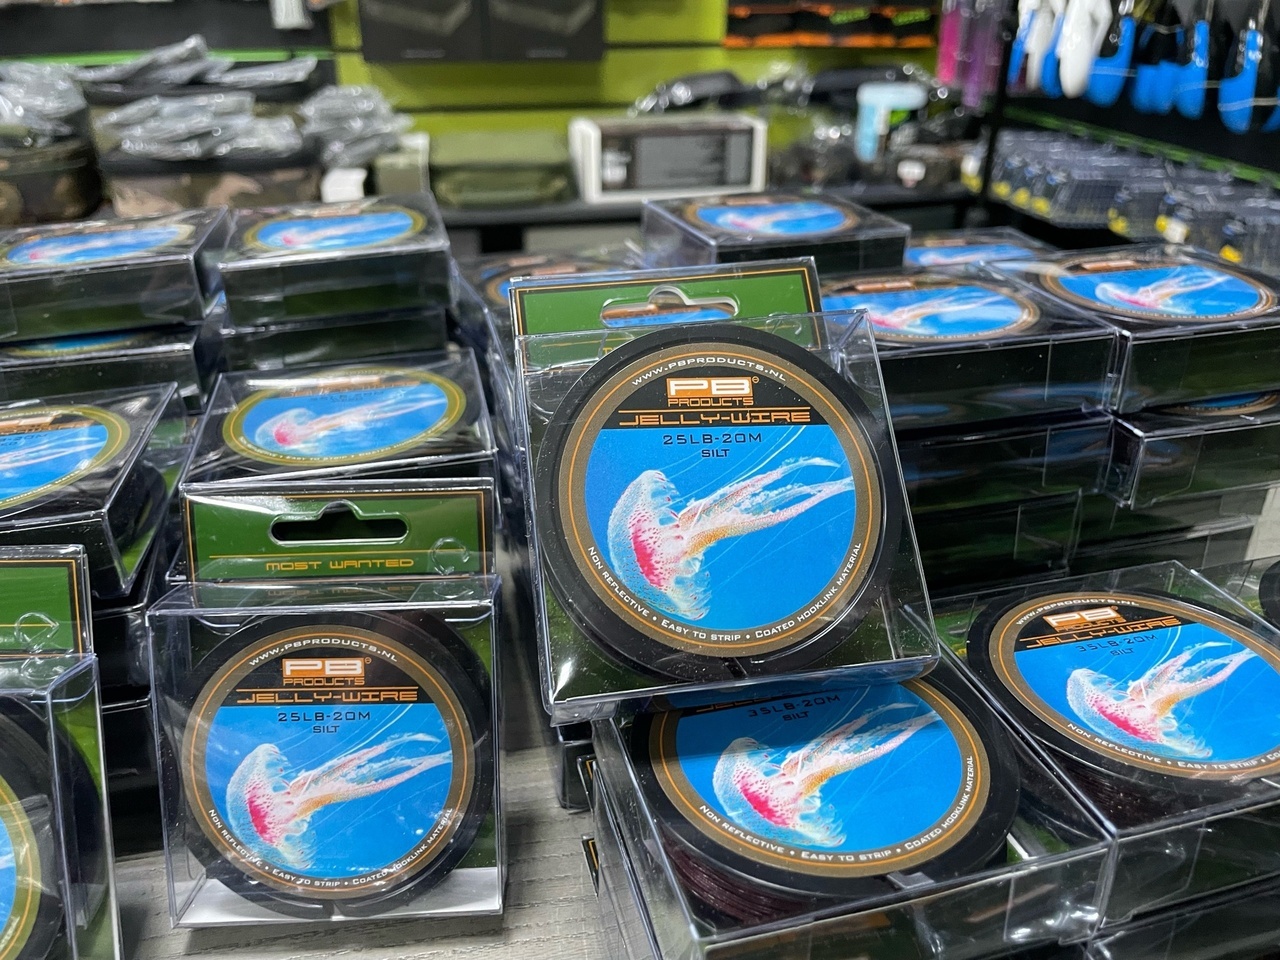 WWW.PBPRODUCTS.NL
PB
PRODUCTS
JELLY-WIRE
25LB-20M
SILT
NON REFLECTIVE • EASY TO STRIP • COATED HOOKLINK MATERIAL
MOST WANTED
WWW.PBPRODUCTS.NL
PB
PRODUCTS
JELLY-WIRE
25LB-20M
SILT
NON REFLECTIVE • EASY TO STRIP • COATED HOOKLINK MATERIAL
35LB-20M
SILT
NON REFLECTIVE • EASY TO STRIP • COATED HOOKLINK MATERIAL
WWW.PBPRODUCTS.NL
PB
PRODUCTS
JELLY-WIRE
35LB-20M
SILT
NON REFLECTIVE • EASY TO STRIP